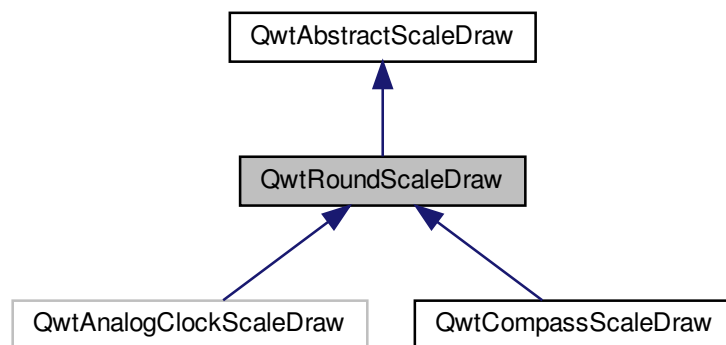 QwtAbstractScaleDraw
QwtRoundScaleDraw
QwtAnalogClockScaleDraw
QwtCompassScaleDraw